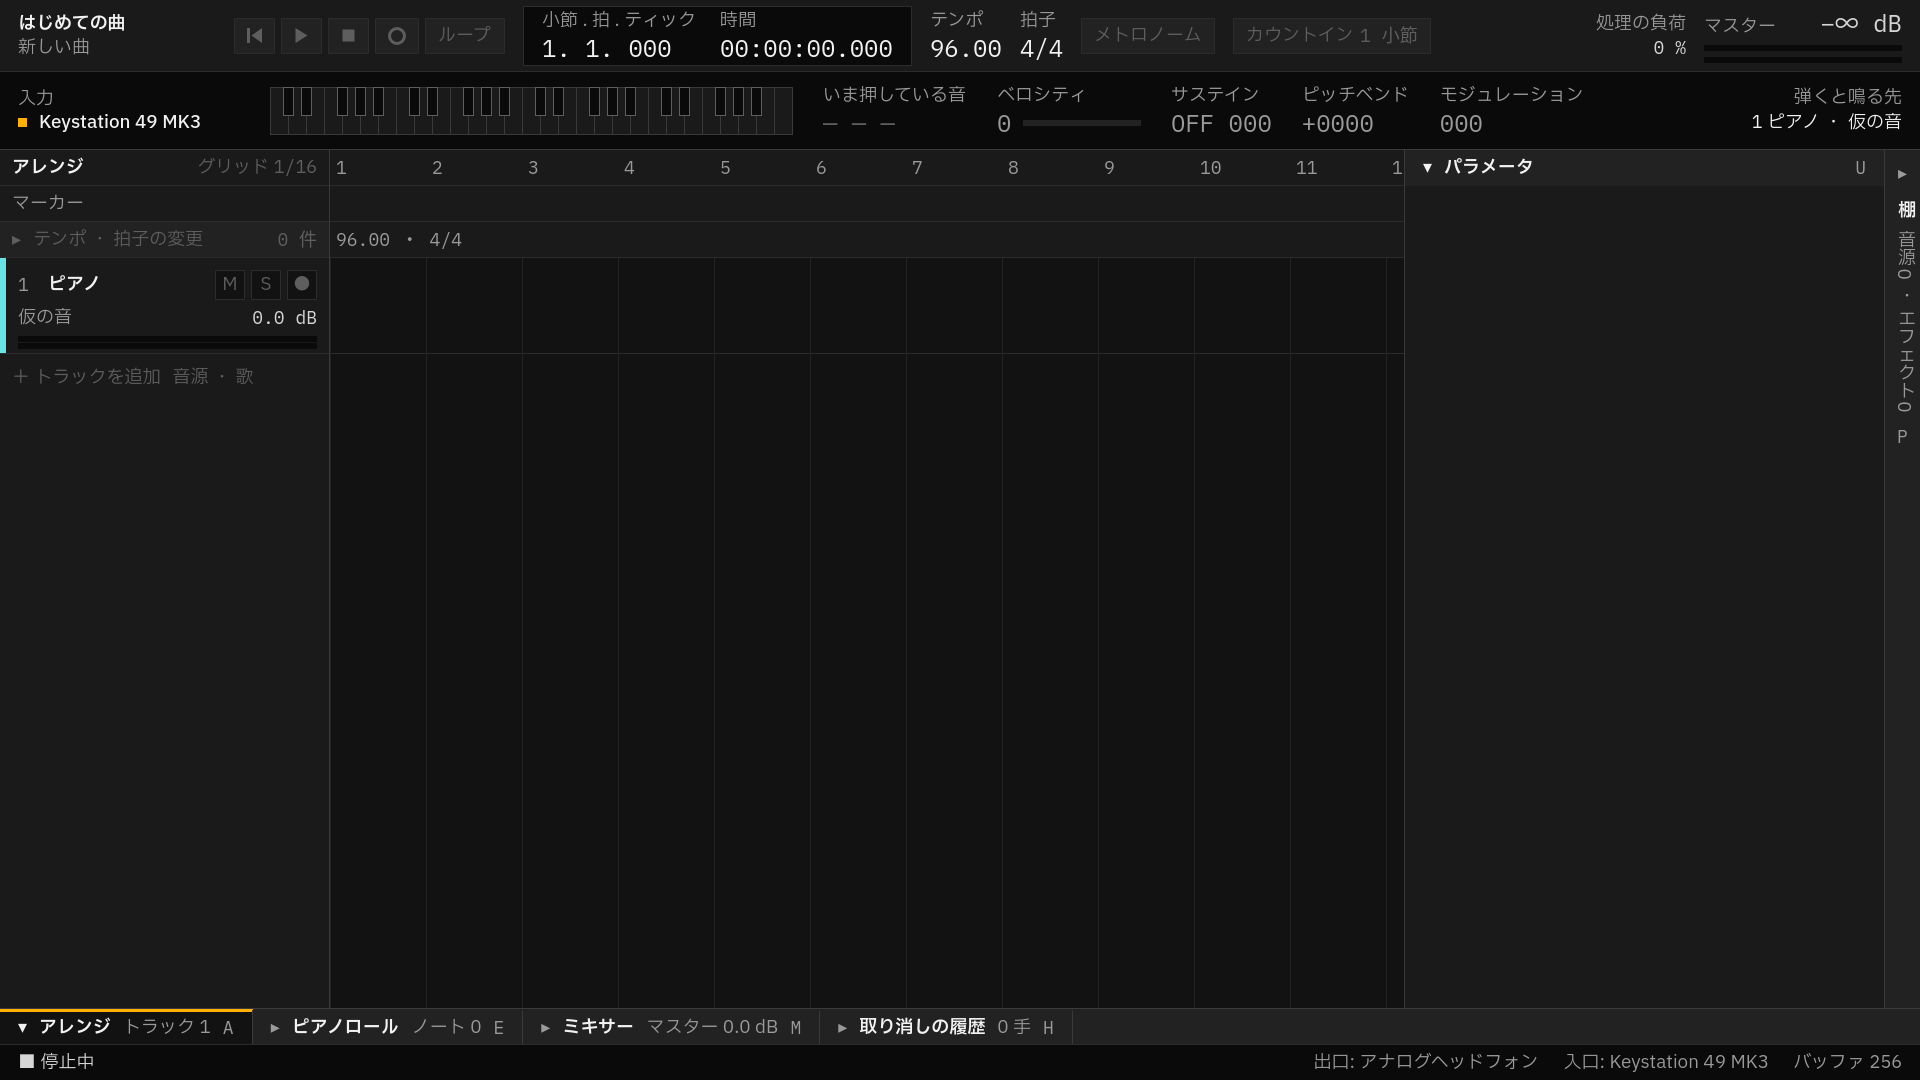 はじめての曲
新しい曲
ループ
小節 . 拍 . ティック 時間
1. 1. 000 00:00:00.000
テンポ 拍子
96.00 4/4
メトロノーム
カウントイン 1 小節
処理の負荷
0 %
マスター −∞ dB
入力
Keystation 49 MK3
いま押している音
— — —
ベロシティ
0
サステイン
OFF 000
ピッチベンド
+0000
モジュレーション
000
弾くと鳴る先
1 ピアノ · 仮の音
アレンジ グリッド 1/16
1 2 3 4 5 6 7 8 9 10 11 1
マーカー
▶ テンポ · 拍子の変更 0 件
96.00 · 4/4
1 ピアノ M S
仮の音 0.0 dB
＋ トラックを追加 音源 · 歌
▼ パラメータ U
▶ 棚 音源 0 · エフェクト 0 P
▼ アレンジ トラック 1 A
▶ ピアノロール ノート 0 E
▶ ミキサー マスター 0.0 dB M
▶ 取り消しの履歴 0 手 H
■ 停止中
出口: アナログヘッドフォン 入口: Keystation 49 MK3 バッファ 256